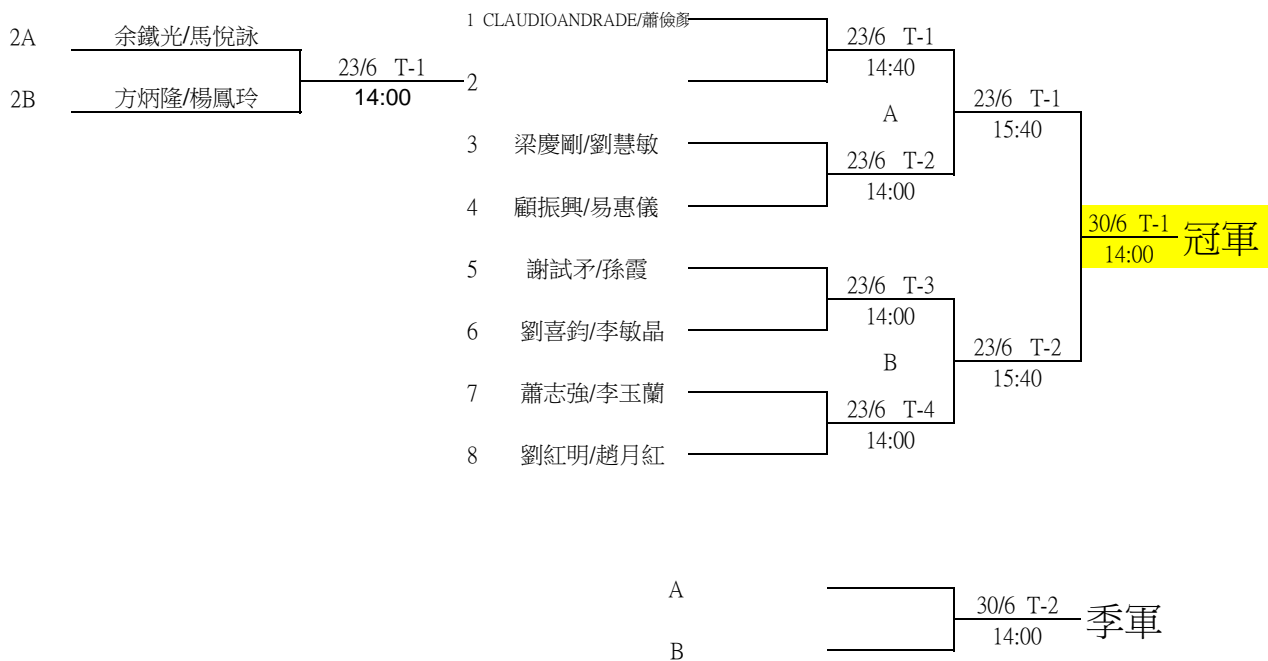 1 CLAUDIOANDRADE/蕭儉顏
2A 余鐵光/馬悅詠
23/6 T-1
14:40
23/6 T-1
14:00
2
2B 方炳隆/楊鳳玲
A
23/6 T-1
15:40
3 梁慶剛/劉慧敏
23/6 T-2
14:00
4 顧振興/易惠儀
30/6 T-1
14:00
冠軍
5 謝試矛/孫霞
23/6 T-3
14:00
6 劉喜鈞/李敏晶
B
23/6 T-2
15:40
7 蕭志強/李玉蘭
23/6 T-4
14:00
8 劉紅明/趙月紅
A
30/6 T-2
14:00
季軍
B